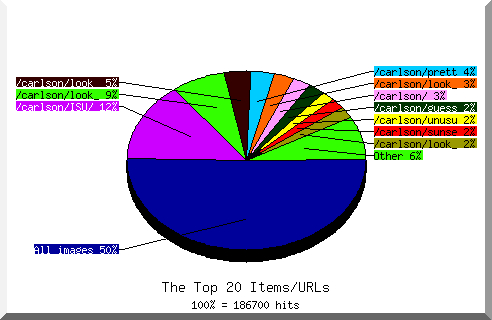 /carlson/prett 4%
/carlson/look_ 5%
/carlson/look_ 3%
/carlson/look_ 9%
/carlson/ 3%
/carlson/ISU/ 12%
/carlson/guess 2%
/carlson/unusu 2%
/carlson/sunse 2%
/carlson/look_ 2%
Other 6%
All images 50%
The Top 20 Items/URLs
100% = 186700 hits